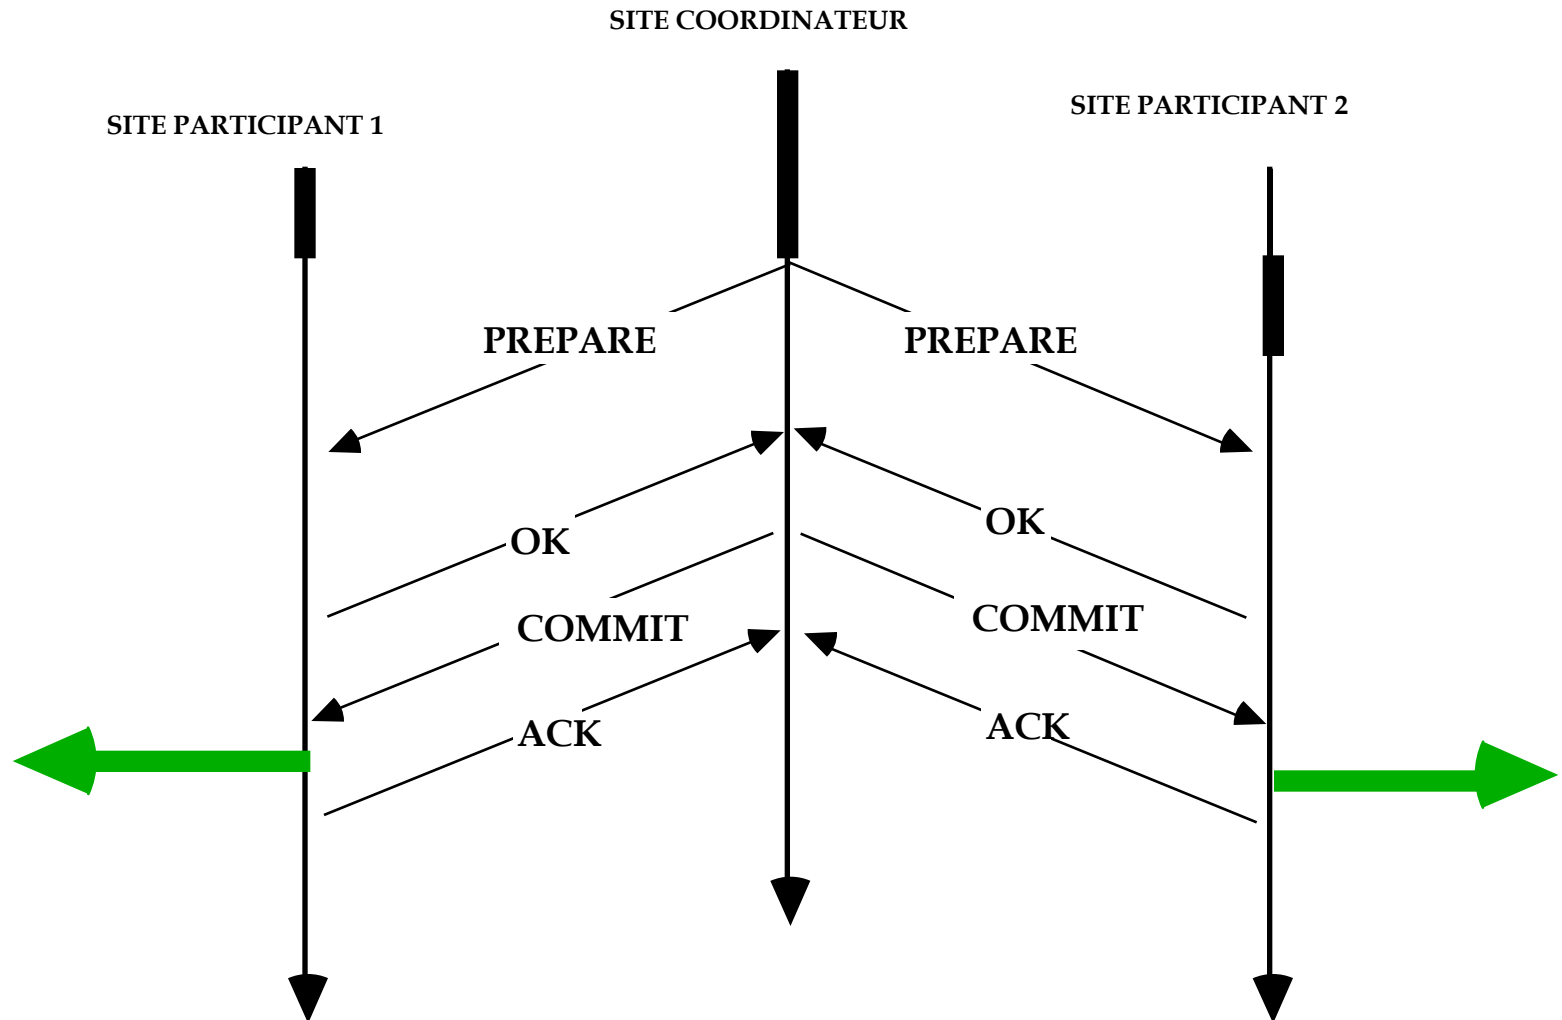 SITE COORDINATEUR
SITE PARTICIPANT 2
SITE PARTICIPANT 1
PREPARE
PREPARE
OK
OK
COMMIT
COMMIT
ACK
ACK